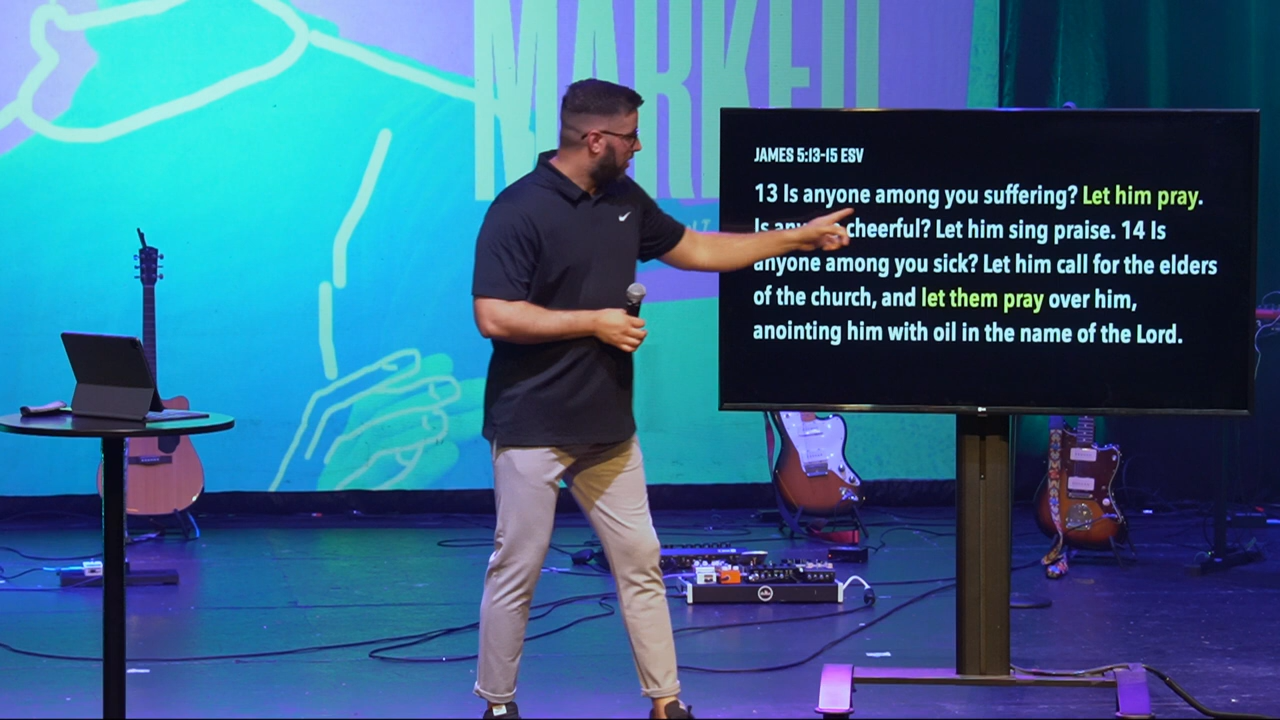 MARKED
JAMES 5:13-15 ESV
13 Is anyone among you suffering? Let him pray.
Is cheerful? Let him sing praise. 14 Is
anyone among you sick? Let him call for the elders
of the church, and let them pray over him,
anointing him with oil in the name of the Lord.